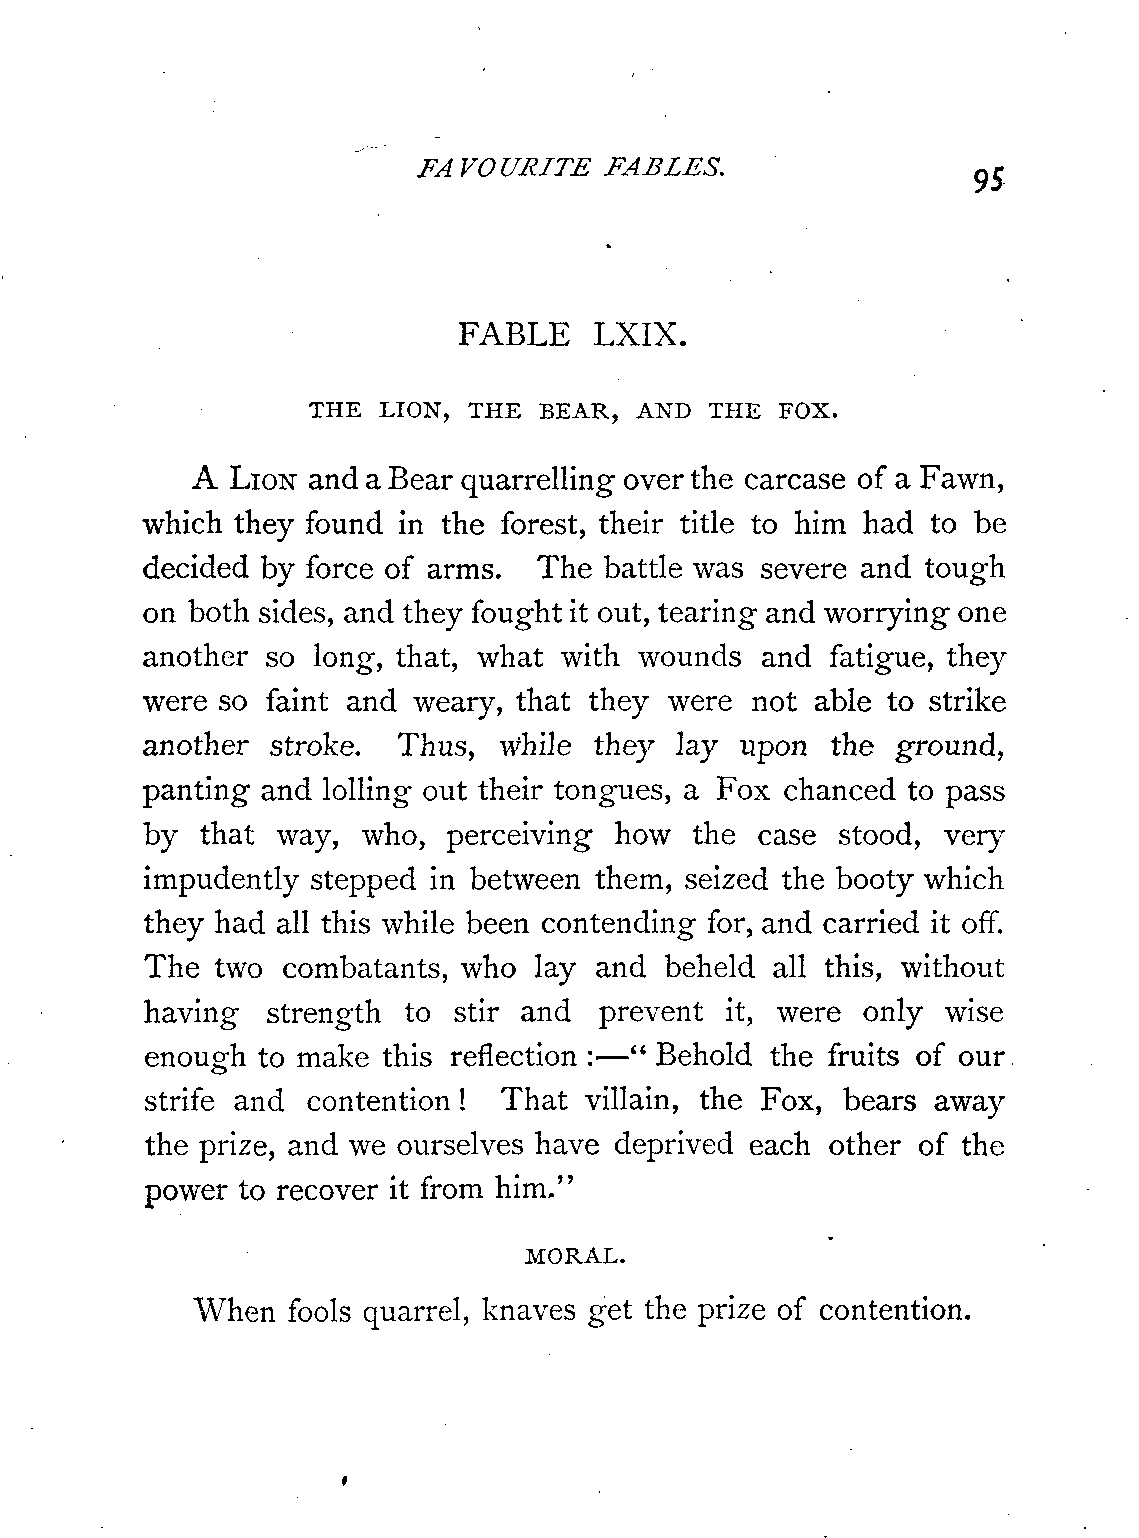 FAVOURITE FABLES.
95
FABLE LXIX.
THE LION, THE BEAR, AND THE FOX.
A LION and a Bear quarrelling over the carcase of a Fawn,
which they found in the forest, their title to him had to be
decided by force of arms. The battle was severe and tough
on both sides, and they fought it out, tearing and worrying one
another so long, that, what with wounds and fatigue, they
were so faint and weary, that they were not able to strike
another stroke. Thus, while they lay upon the ground,
panting and lolling out their tongues, a Fox chanced to pass
by that way, who, perceiving how the case stood, very
impudently stepped in between them, seized the booty which
they had all this while been contending for, and carried it off.
The two combatants, who lay and beheld all this, without
having strength to stir and prevent it, were only wise
enough to make this reflection :—“ Behold the fruits of our
strife and contention ! That villain, the Fox, bears away
the prize, and we ourselves have deprived each other of the
power to recover it from him.”
MORAL.
When fools quarrel, knaves get the prize of contention.